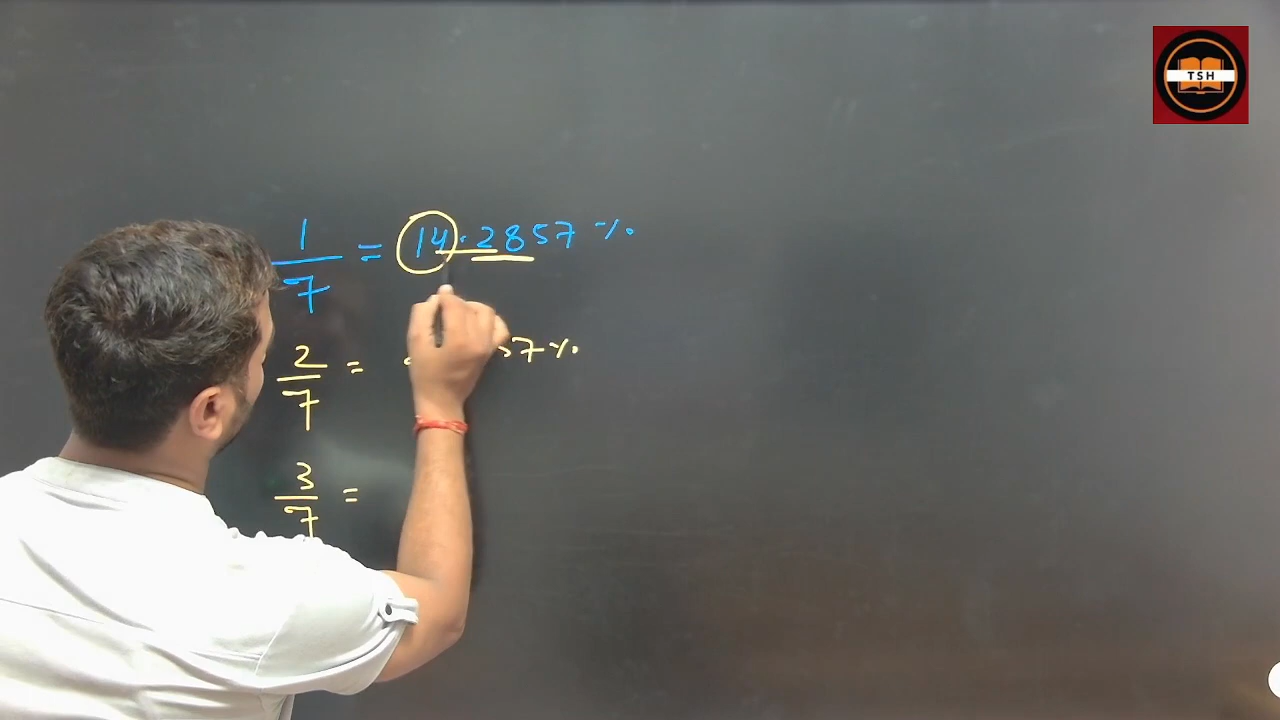 TSH
1/7 = 14.2857 %
2/7 = 57 %
3/7 =